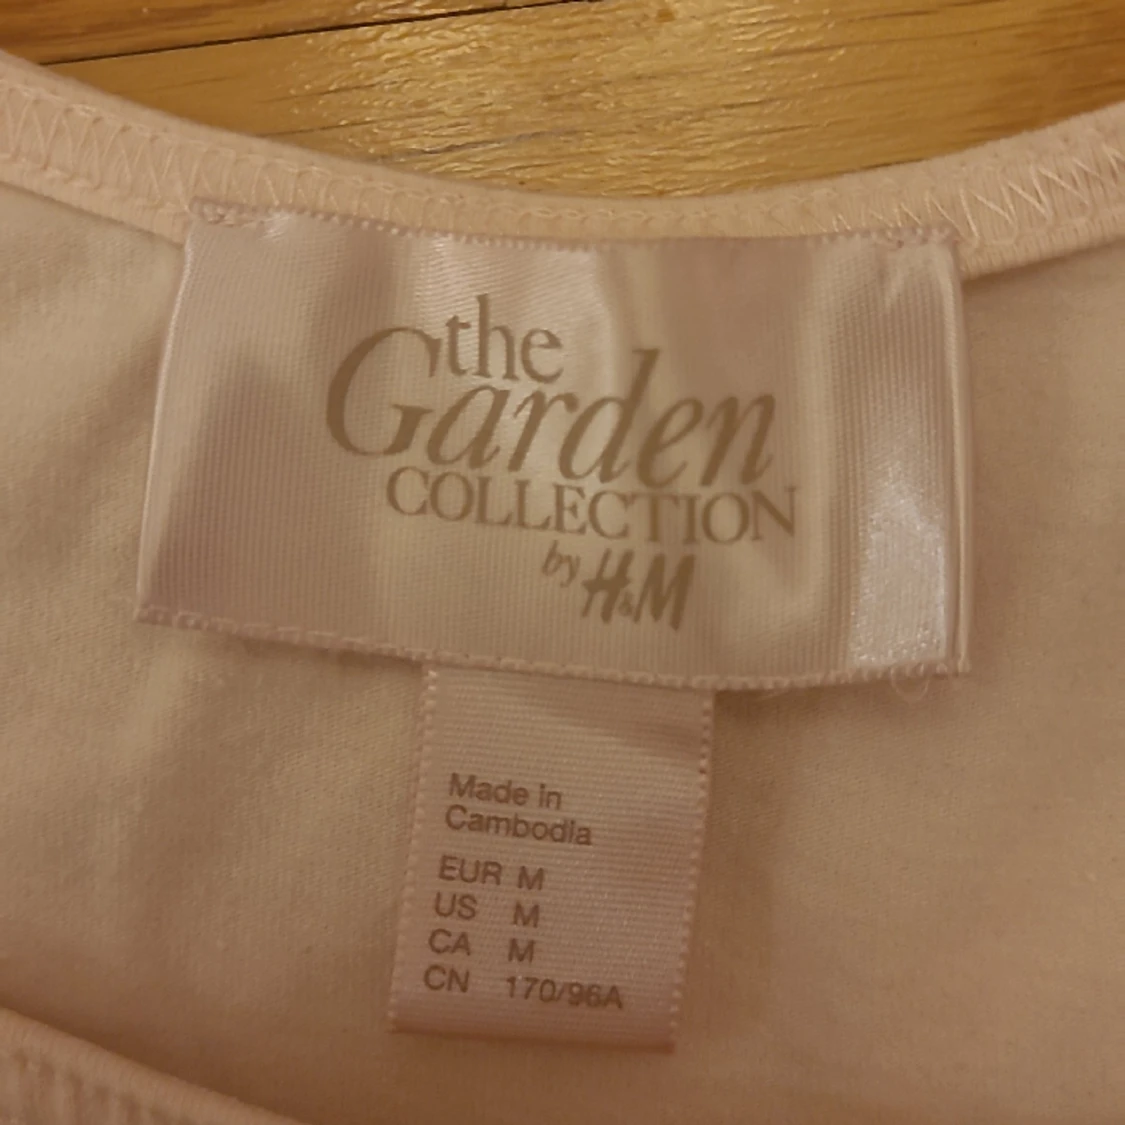 the
Garden
COLLECTION
by H&M
Made in
Cambodia
EUR M
US M
CA M
CN 170/96A